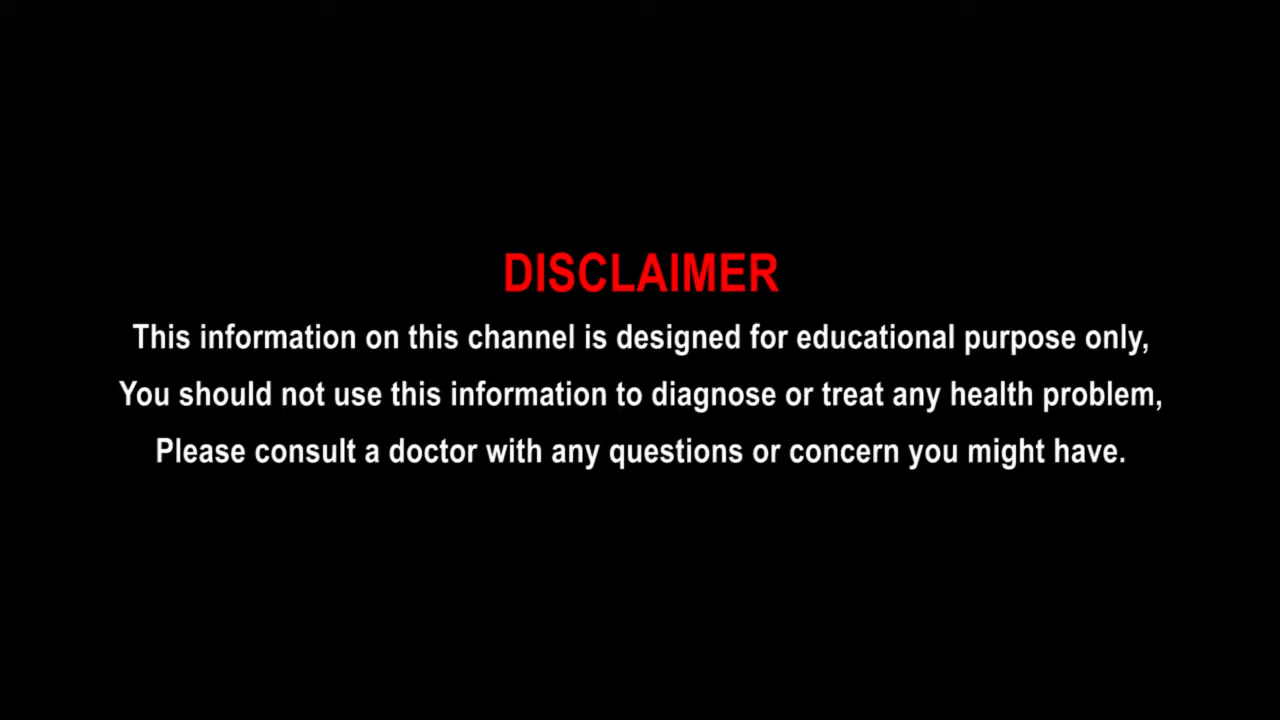 DISCLAIMER
This information on this channel is designed for educational purpose only,
You should not use this information to diagnose or treat any health problem,
Please consult a doctor with any questions or concern you might have.